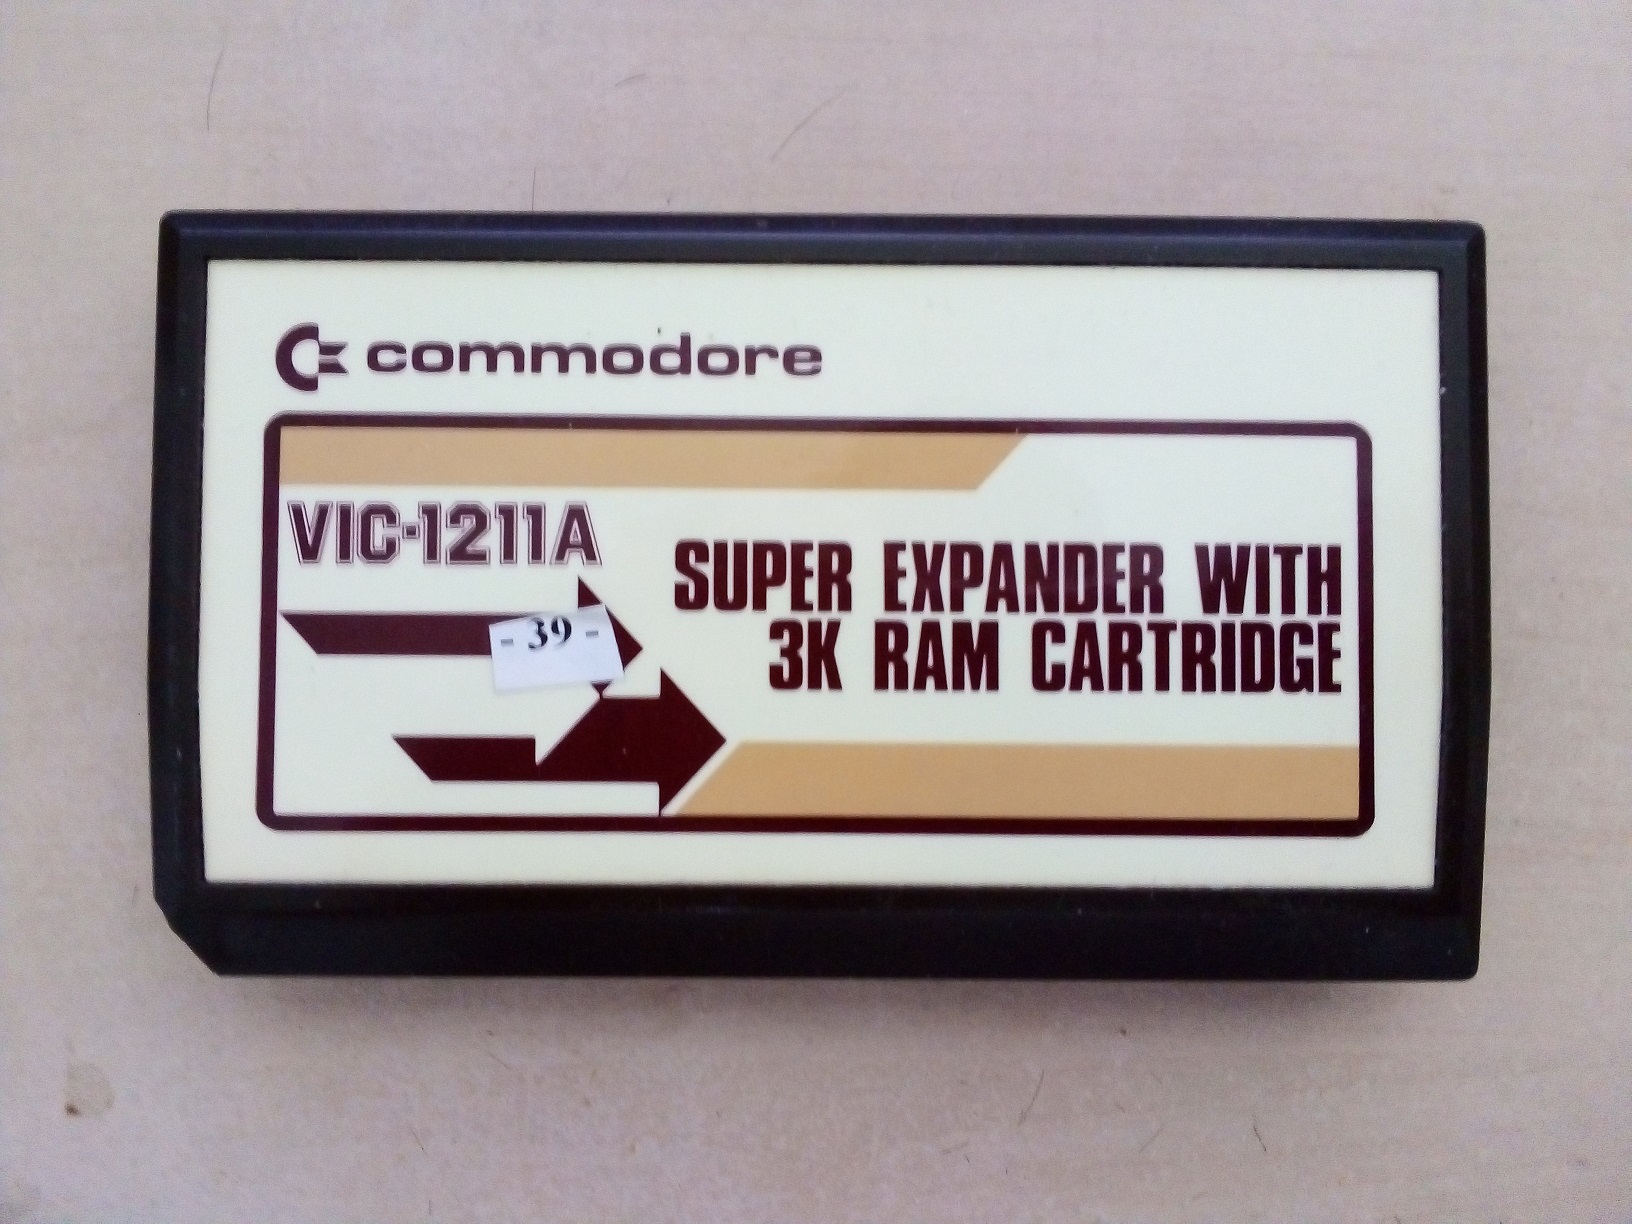 commodore
VIC-1211A
SUPER EXPANDER WITH
3K RAM CARTRIDGE
- 39 -